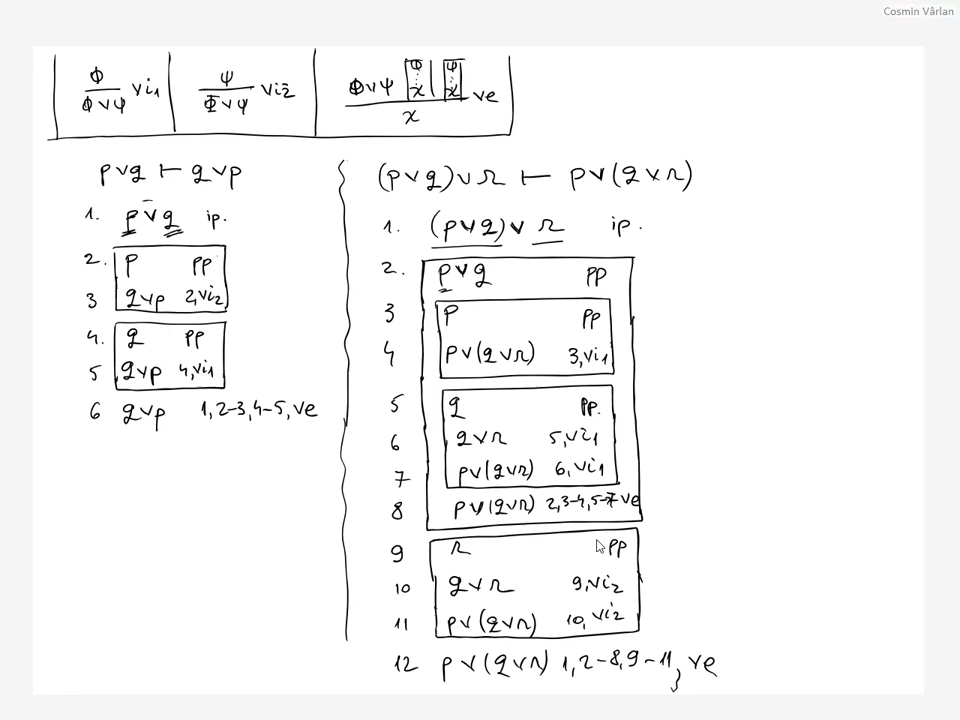 Cosmin Vârlan
Φ / Φ∨ψ ∨i1 | ψ / Φ∨ψ ∨i2 | Φ∨ψ [Φ ⋮ χ] [ψ ⋮ χ] / χ ∨e
p∨q ⊢ q∨p
1. p∨q ip.
2. p pp
3 q∨p 2,∨i2
4. q pp
5 q∨p 4,∨i1
6 q∨p 1,2-3,4-5,∨e
(p∨q)∨r ⊢ p∨(q∨r)
1. (p∨q)∨r ip.
2. p∨q pp
3 p pp
4 p∨(q∨r) 3,∨i1
5 q pp.
6 q∨r 5,∨i1
7 p∨(q∨r) 6,∨i1
8 p∨(q∨r) 2,3-4,5-7 ∨e
9 r pp
10 q∨r 9,∨i2
11 p∨(q∨r) 10,∨i2
12 p∨(q∨r) 1,2-8,9-11, ∨e